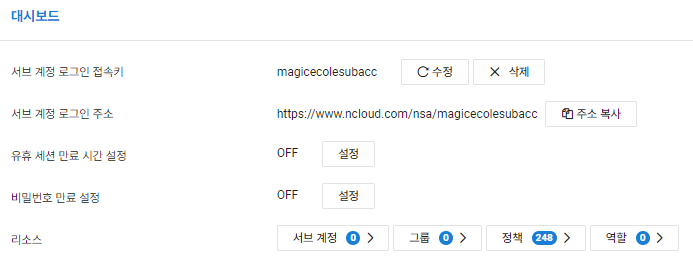 대시보드
서브 계정 로그인 접속키 magicecolesubacc 수정 삭제
서브 계정 로그인 주소 https://www.ncloud.com/nsa/magicecolesubacc 주소 복사
유휴 세션 만료 시간 설정 OFF 설정
비밀번호 만료 설정 OFF 설정
리소스 서브 계정 0 그룹 0 정책 248 역할 0